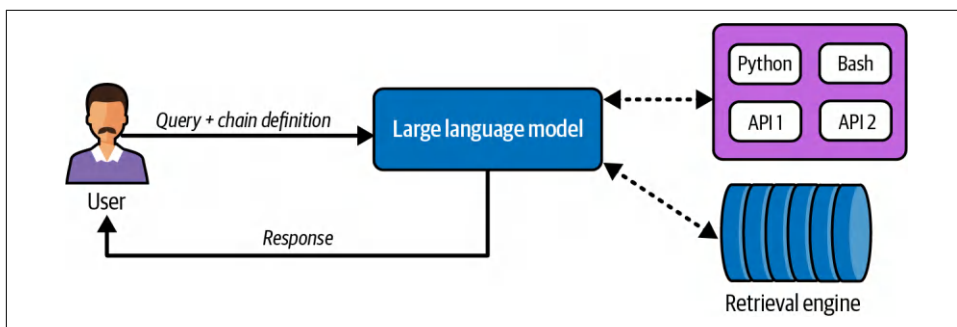 Python
Bash
Query + chain definition
Large language model
API 1
API 2
User
Response
Retrieval engine